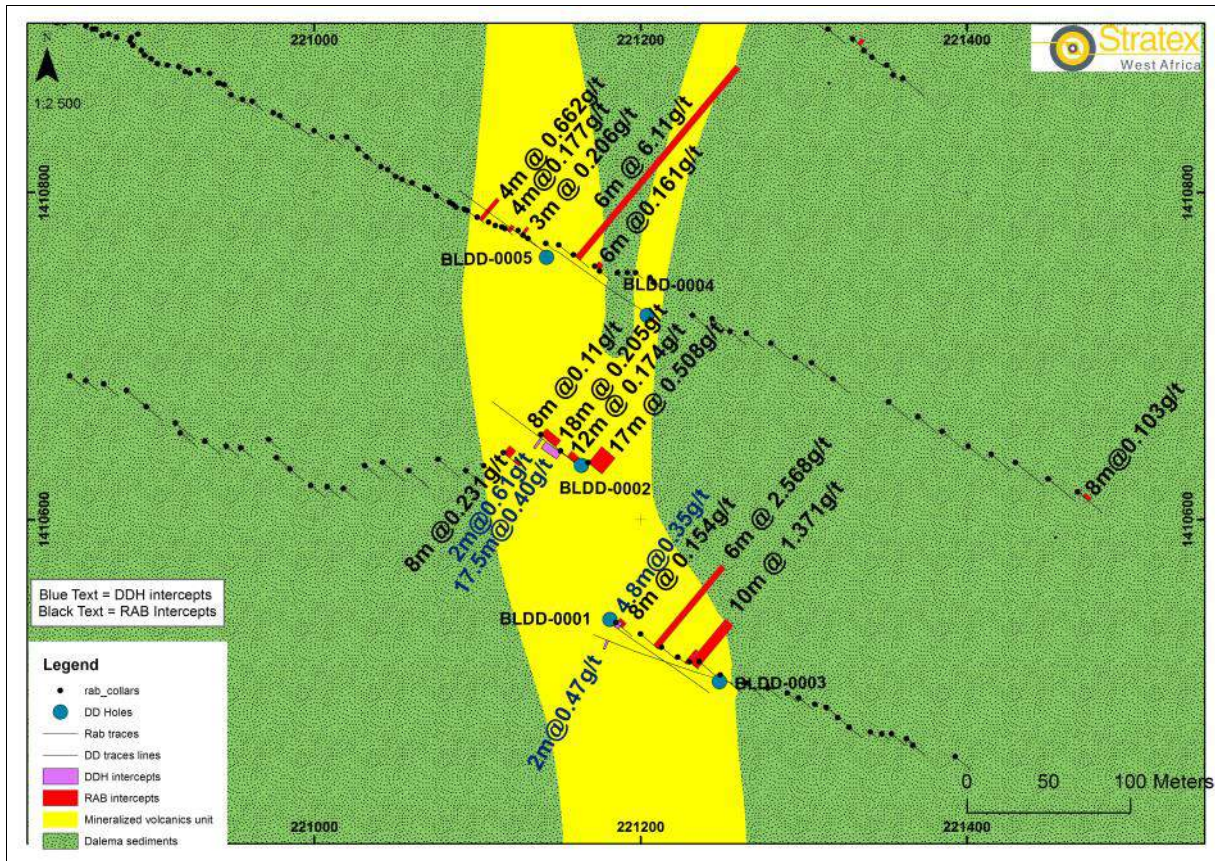 221000
221200
221400
Stratex
West Africa
N
1:2 500
1410800
1410800
4m @ 0.662g/t
4m@0.177g/t
3m @ 0.206g/t
6m @ 6.11g/t
6m@0.161g/t
BLDD-0005
BLDD-0004
8m @0.11g/t
18m @ 0.205g/t
12m @ 0.174g/t
17m @ 0.508g/t
8m@0.103g/t
BLDD-0002
8m @0.231g/t
2m@0.61g/t
17.5m@0.40g/t
1410600
1410600
4.8m@0.35g/t
8m @ 0.154g/t
6m @ 2.568g/t
10m @ 1.371g/t
BLDD-0001
BLDD-0003
2m@0.47g/t
Blue Text = DDH intercepts
Black Text = RAB Intercepts
Legend
rab_collars
DD Holes
Rab traces
DD traces lines
DDH intercepts
RAB intercepts
Mineralized volcanics unit
Dalema sediments
0 50 100 Meters
221000
221200
221400